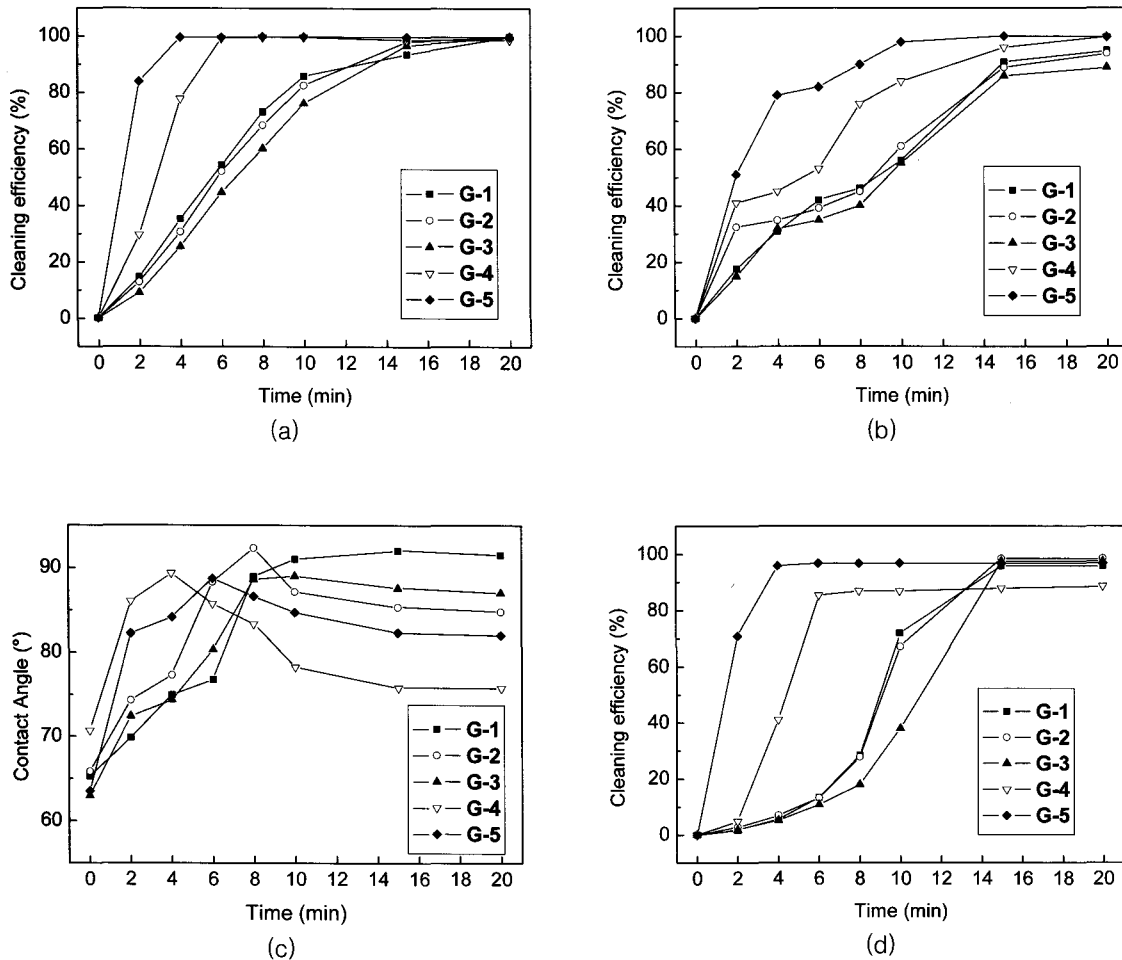 100
80
60
40
20
0
Cleaning efficiency (%)
G-1
G-2
G-3
G-4
G-5
0 2 4 6 8 10 12 14 16 18 20
Time (min)
(a)
100
80
60
40
20
0
Cleaning efficiency (%)
G-1
G-2
G-3
G-4
G-5
0 2 4 6 8 10 12 14 16 18 20
Time (min)
(b)
90
80
70
60
Contact Angle (°)
G-1
G-2
G-3
G-4
G-5
0 2 4 6 8 10 12 14 16 18 20
Time (min)
(c)
100
80
60
40
20
0
Cleaning efficiency (%)
G-1
G-2
G-3
G-4
G-5
0 2 4 6 8 10 12 14 16 18 20
Time (min)
(d)